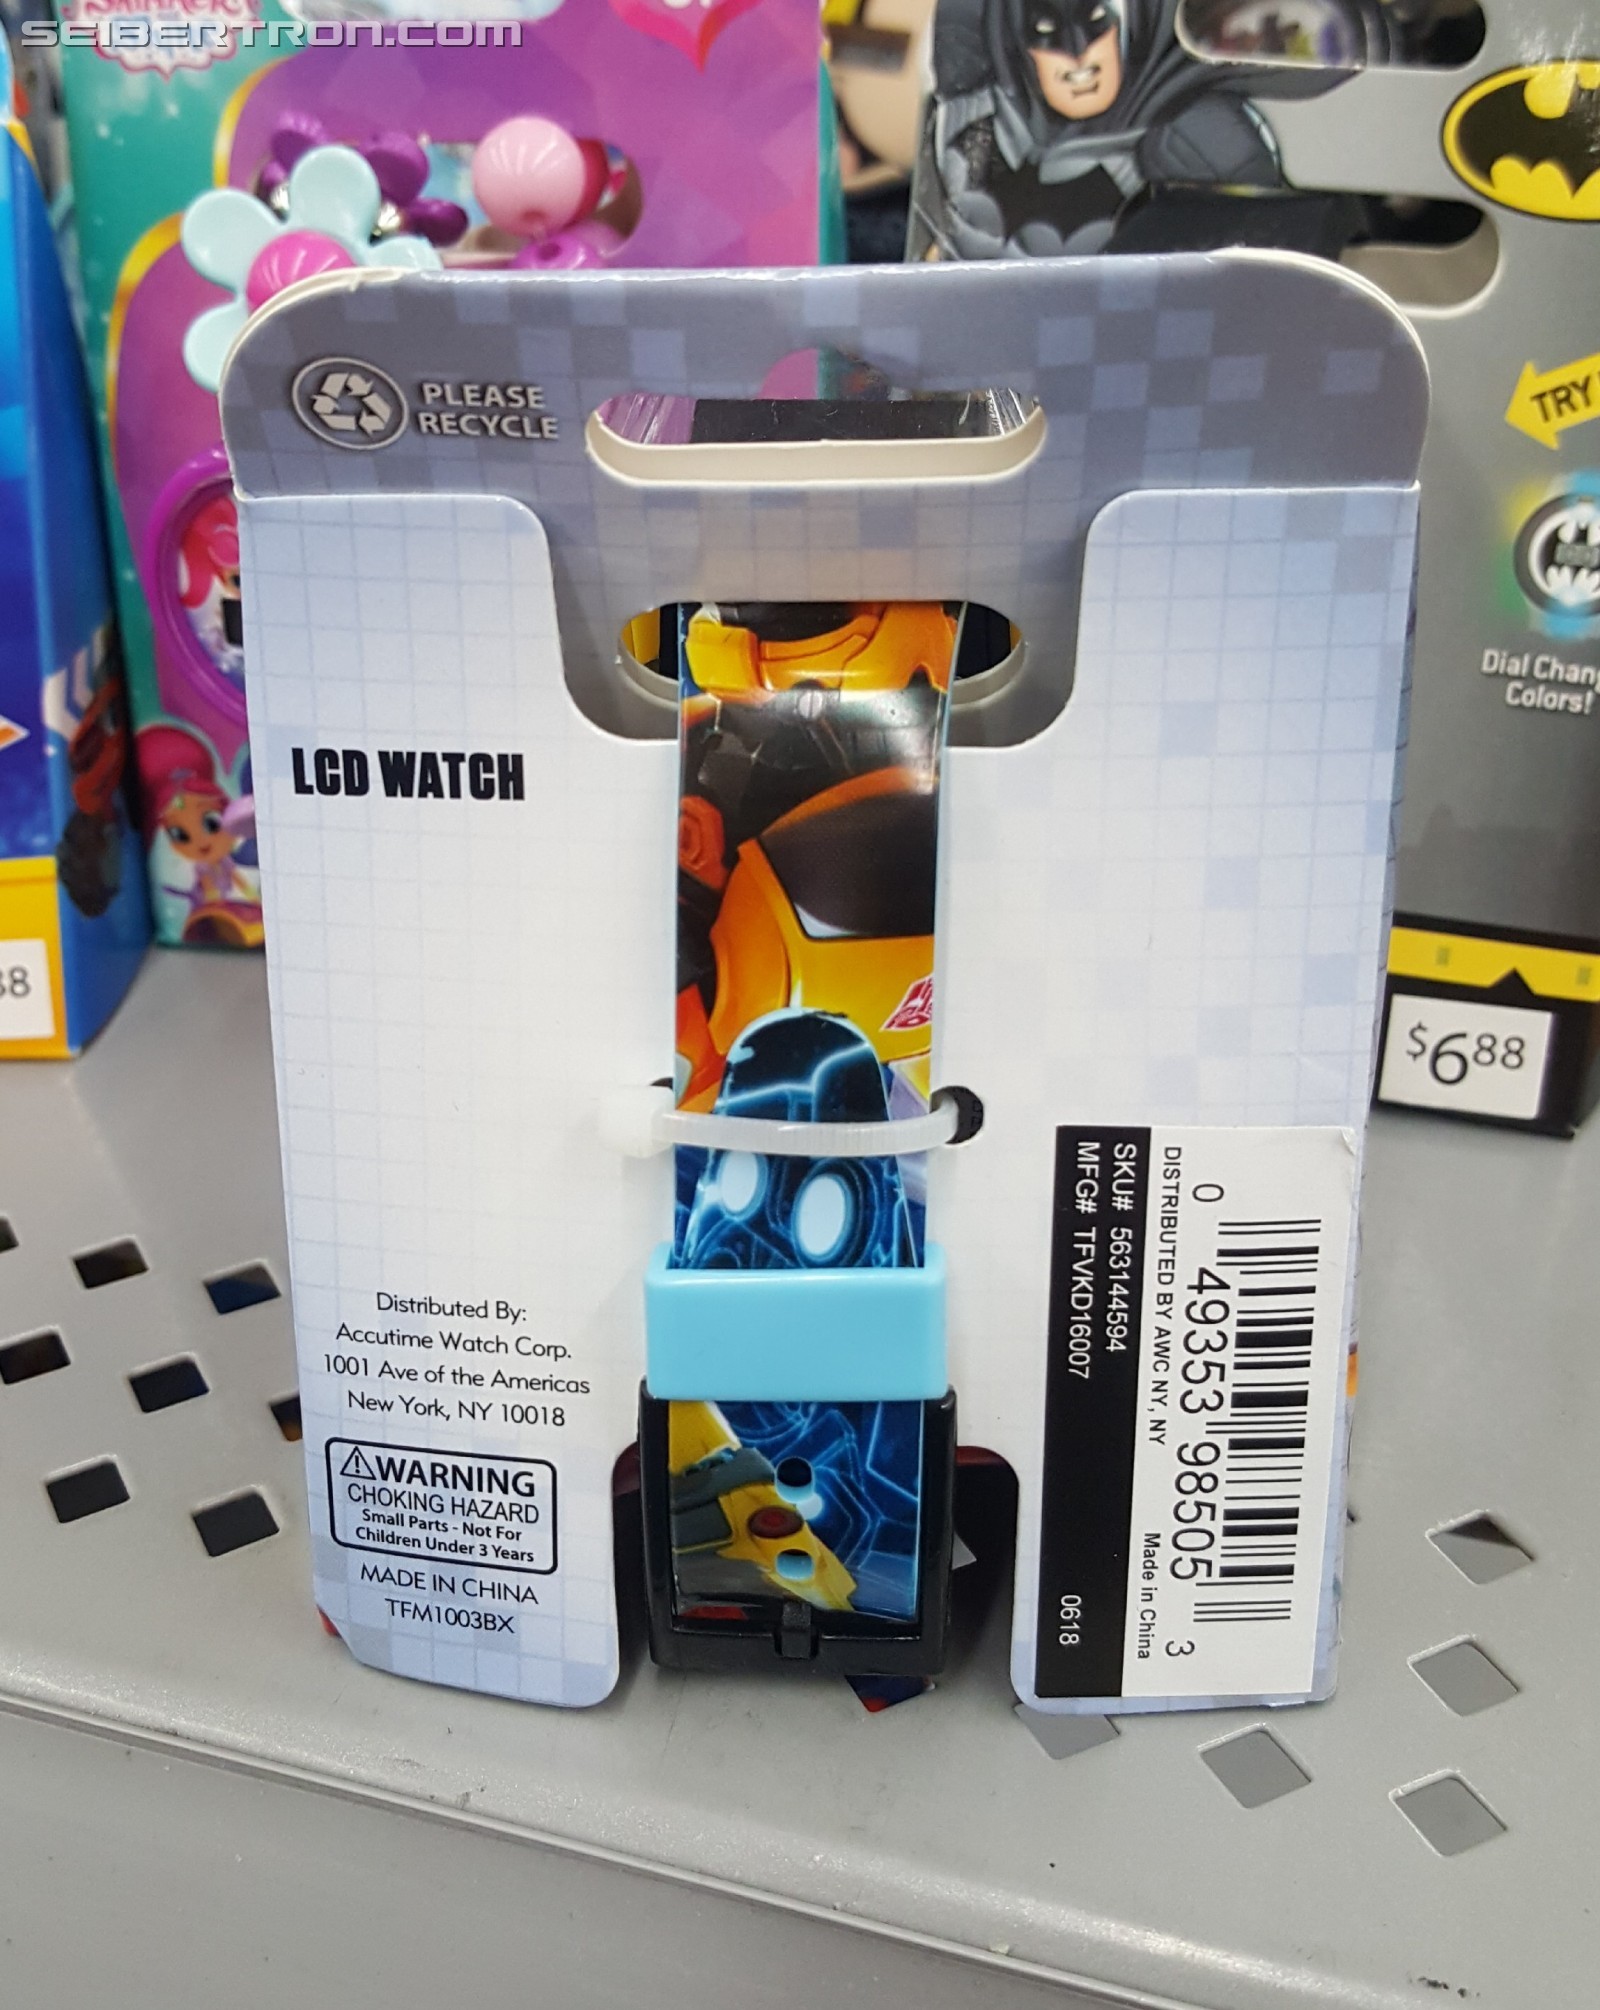 SEIBERTRON.COM
PLEASE
RECYCLE
TRY
Dial Chan
Colors!
LCD WATCH
88
$6 88
Distributed By:
Accutime Watch Corp.
1001 Ave of the Americas
New York, NY 10018
WARNING
CHOKING HAZARD
Small Parts - Not For
Children Under 3 Years
MADE IN CHINA
TFM1003BX
SKU# 563144594
MFG# TFVKD16007
0618
DISTRIBUTED BY AWC NY, NY
Made in China
0 49353 98505 3